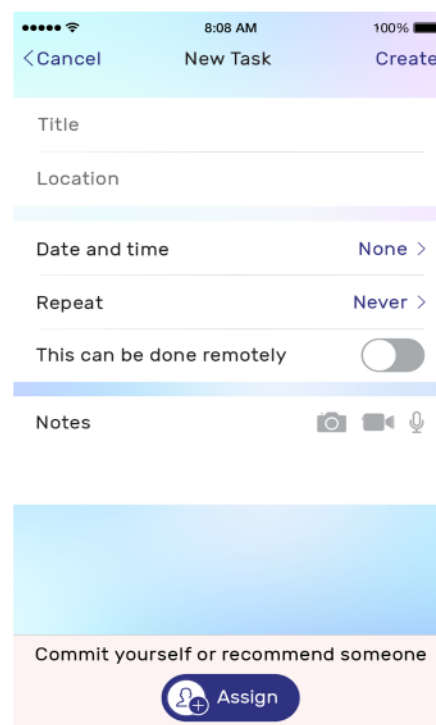 8:08 AM 100%
Cancel New Task Create
Title
Location
Date and time None
Repeat Never
This can be done remotely
Notes
Commit yourself or recommend someone
Assign